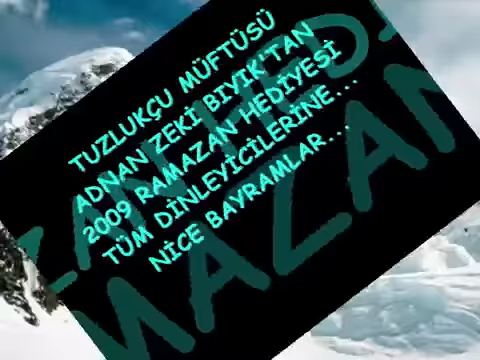 TUZLUKÇU MÜFTÜSÜ
ADNAN ZEKİ BIYIK'TAN
2009 RAMAZAN HEDİYESİ
TÜM DİNLEYİCİLERİNE...
NİCE BAYRAMLAR...